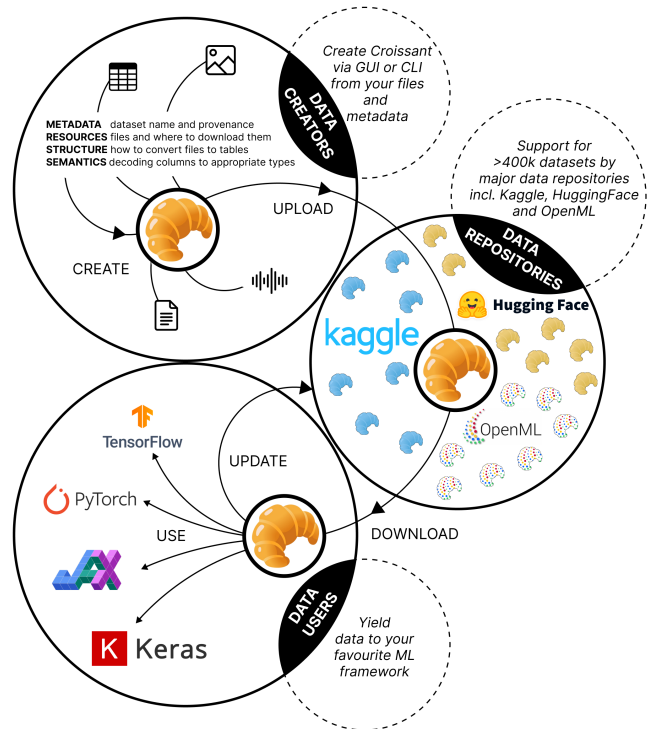 Create Croissant
via GUI or CLI
from your files
and
metadata
DATA
CREATORS
METADATA dataset name and provenance
RESOURCES files and where to download them
STRUCTURE how to convert files to tables
SEMANTICS decoding columns to appropriate types
UPLOAD
CREATE
Support for
>400k datasets by
major data repositories
incl. Kaggle, HuggingFace
and OpenML
DATA
REPOSITORIES
Hugging Face
kaggle
OpenML
TensorFlow
UPDATE
PyTorch
USE
DOWNLOAD
JAX
K Keras
DATA
USERS
Yield
data to your
favourite ML
framework